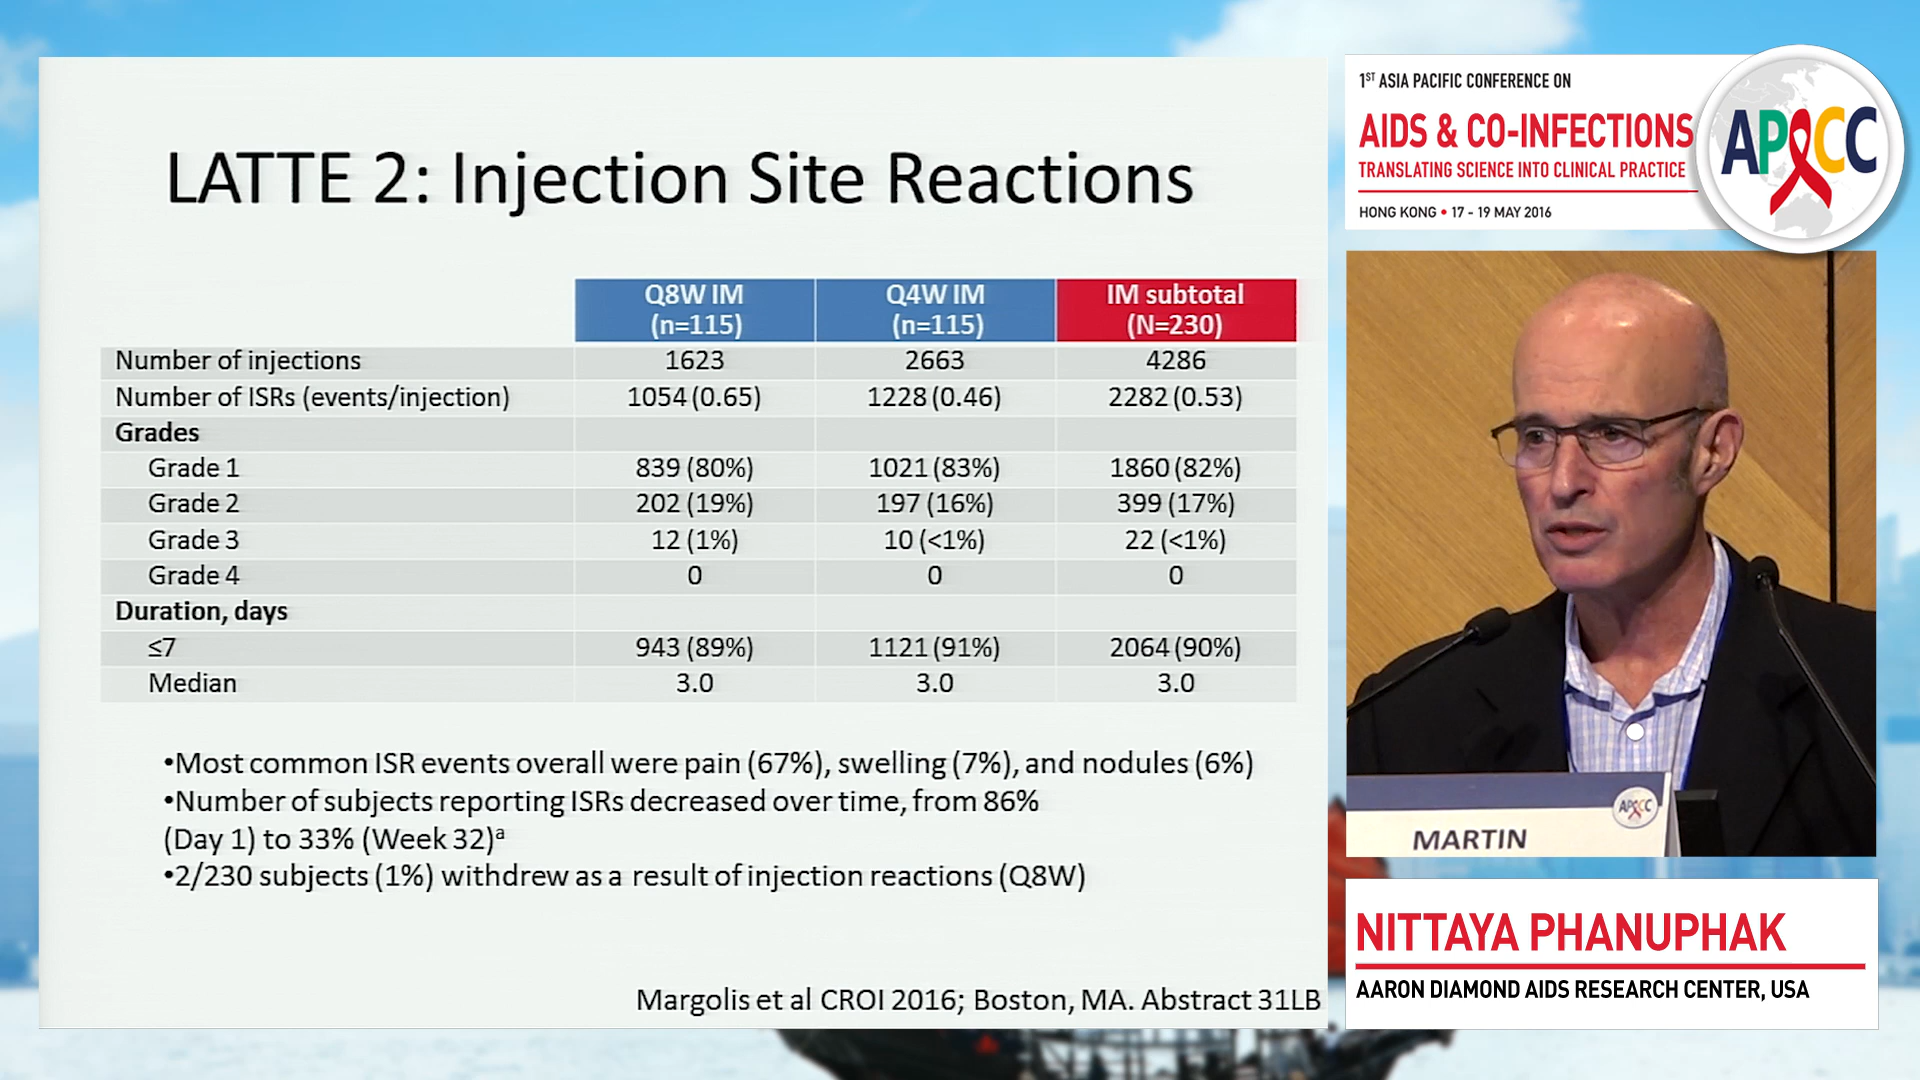 LATTE 2: Injection Site Reactions
Q8W IM Q4W IM IM subtotal
(n=115) (n=115) (N=230)
Number of injections 1623 2663 4286
Number of ISRs (events/injection) 1054 (0.65) 1228 (0.46) 2282 (0.53)
Grades
Grade 1 839 (80%) 1021 (83%) 1860 (82%)
Grade 2 202 (19%) 197 (16%) 399 (17%)
Grade 3 12 (1%) 10 (<1%) 22 (<1%)
Grade 4 0 0 0
Duration, days
≤7 943 (89%) 1121 (91%) 2064 (90%)
Median 3.0 3.0 3.0
•Most common ISR events overall were pain (67%), swelling (7%), and nodules (6%)
•Number of subjects reporting ISRs decreased over time, from 86%
(Day 1) to 33% (Week 32)ᵃ
•2/230 subjects (1%) withdrew as a result of injection reactions (Q8W)
Margolis et al CROI 2016; Boston, MA. Abstract 31LB
1ST ASIA PACIFIC CONFERENCE ON
AIDS & CO-INFECTIONS
TRANSLATING SCIENCE INTO CLINICAL PRACTICE
HONG KONG • 17 - 19 MAY 2016
APACC
APACC
MARTIN
NITTAYA PHANUPHAK
AARON DIAMOND AIDS RESEARCH CENTER, USA